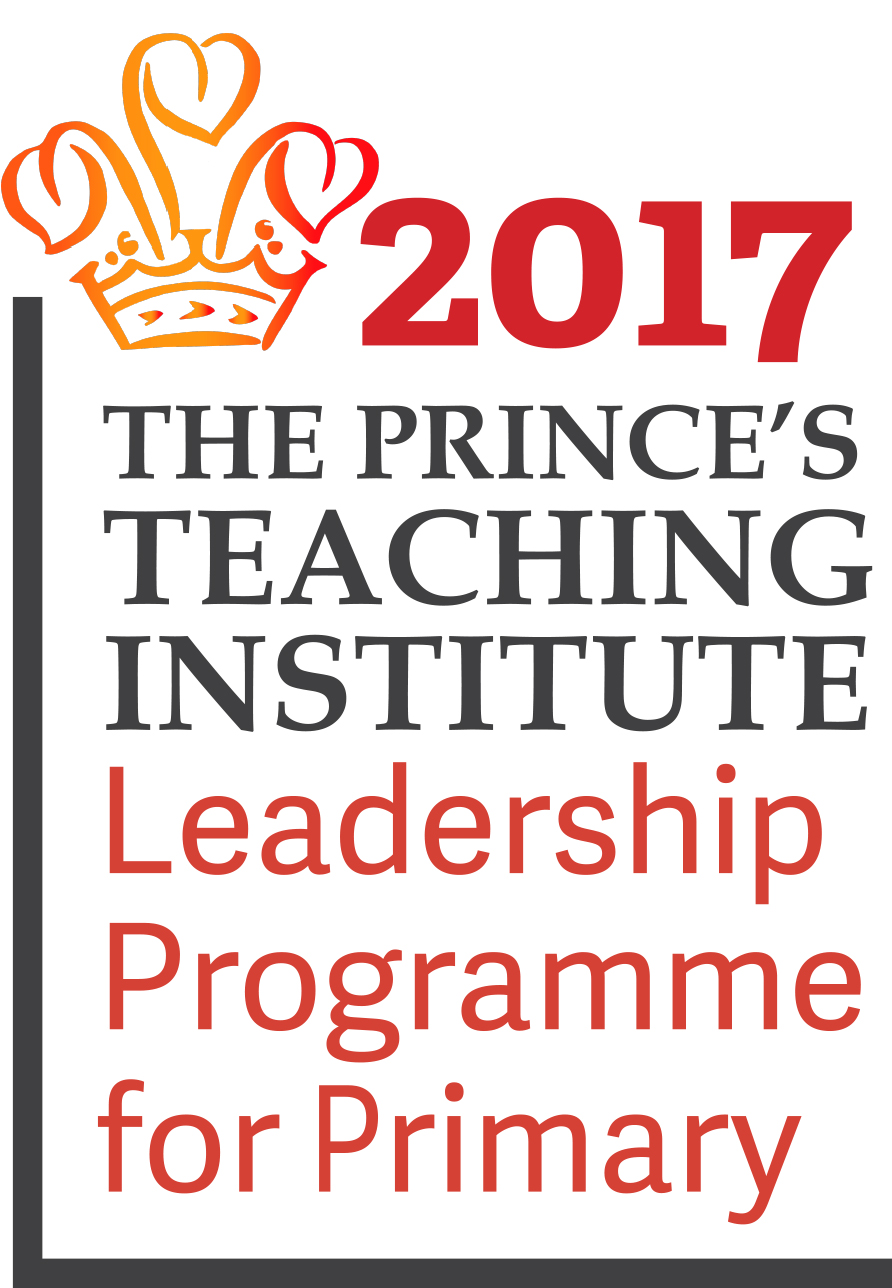 2017
THE PRINCE’S
TEACHING
INSTITUTE
Leadership
Programme
for Primary